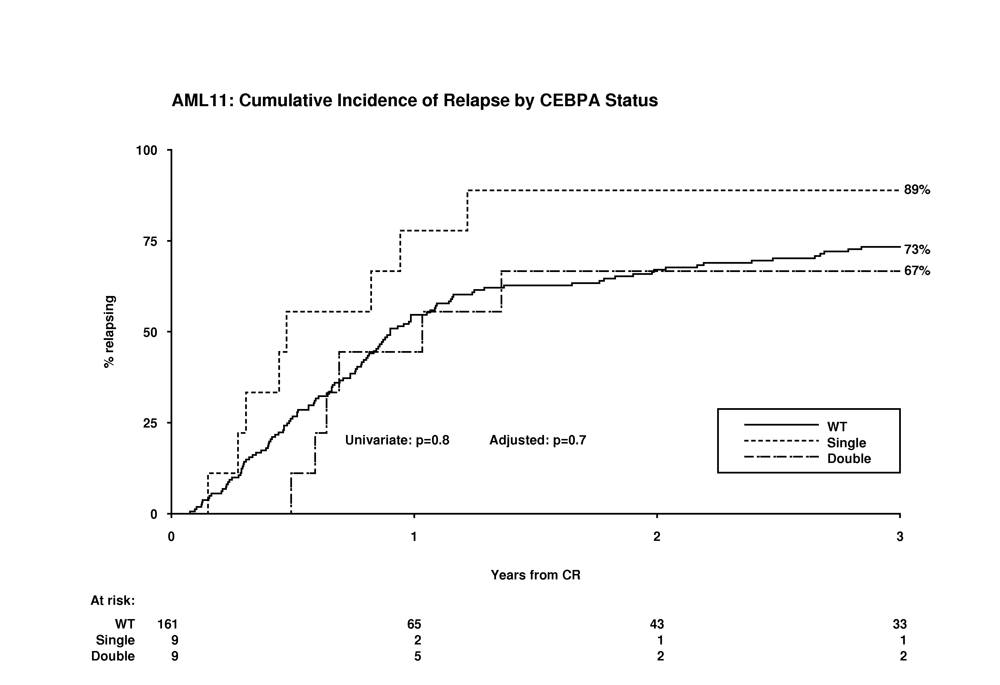 AML11: Cumulative Incidence of Relapse by CEBPA Status
100
75
50
25
0
% relapsing
89%
73%
67%
Univariate: p=0.8 Adjusted: p=0.7
WT
Single
Double
0 1 2 3
Years from CR
At risk:
WT 161 65 43 33
Single 9 2 1 1
Double 9 5 2 2